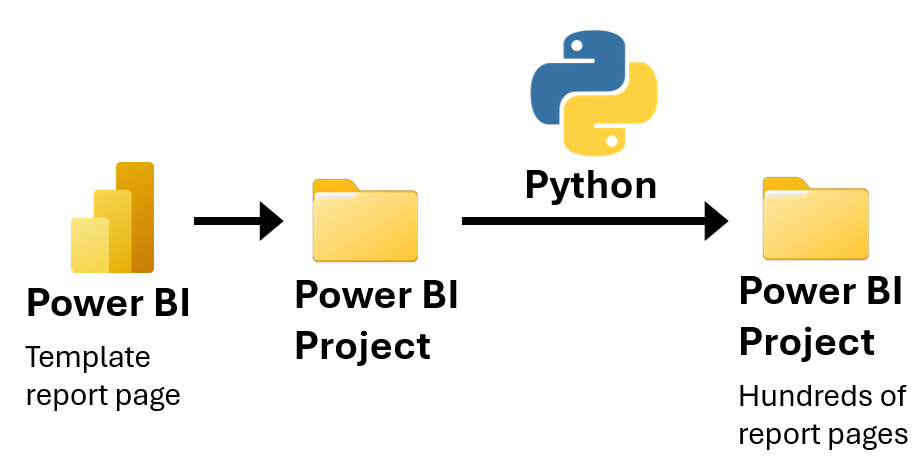 Power BI
Template
report page
Power BI
Project
Python
Power BI
Project
Hundreds of
report pages